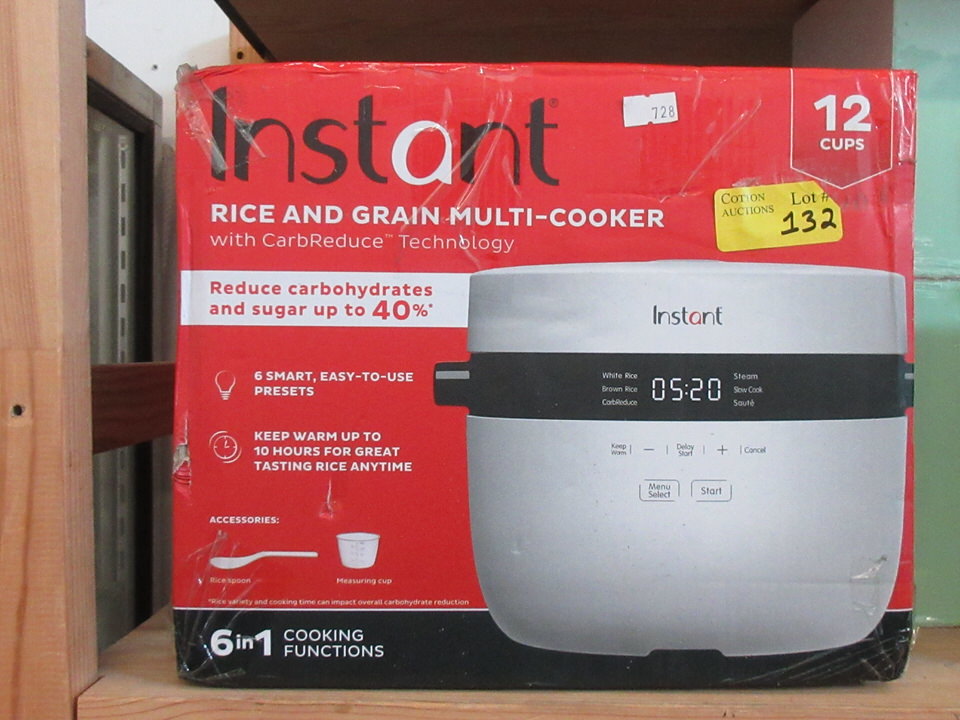 Instant®
728
12
CUPS
COTTON
AUCTIONS
Lot #
132
RICE AND GRAIN MULTI-COOKER
with CarbReduce™ Technology
Reduce carbohydrates
and sugar up to 40%*
Instant
White Rice
Brown Rice
CarbReduce
05:20
Steam
Slow Cook
Sauté
6 SMART, EASY-TO-USE
PRESETS
KEEP WARM UP TO
10 HOURS FOR GREAT
TASTING RICE ANYTIME
Keep
Warm
−
Delay
Start
+
Cancel
Menu
Select
Start
ACCESSORIES:
Rice spoon
Measuring cup
*Rice variety and cooking time can impact overall carbohydrate reduction
6in1 COOKING
FUNCTIONS